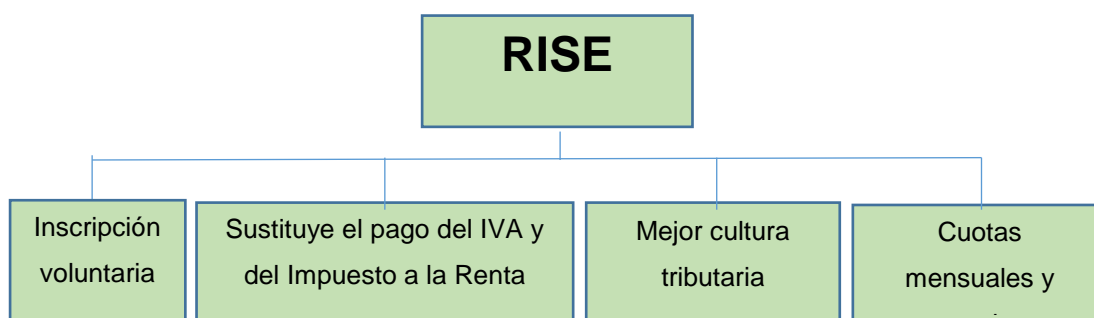 RISE
Inscripción
voluntaria
Sustituye el pago del IVA y
del Impuesto a la Renta
Mejor cultura
tributaria
Cuotas
mensuales y